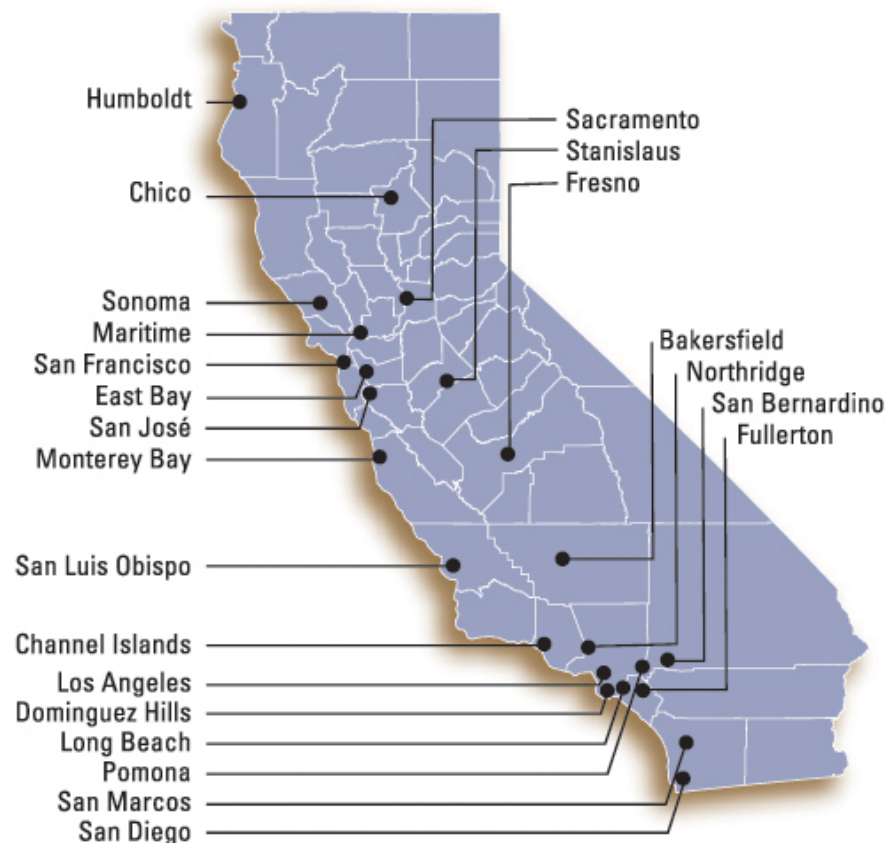 Humboldt
Chico
Sonoma
Maritime
San Francisco
East Bay
San José
Monterey Bay
San Luis Obispo
Channel Islands
Los Angeles
Dominguez Hills
Long Beach
Pomona
San Marcos
San Diego
Sacramento
Stanislaus
Fresno
Bakersfield
Northridge
San Bernardino
Fullerton